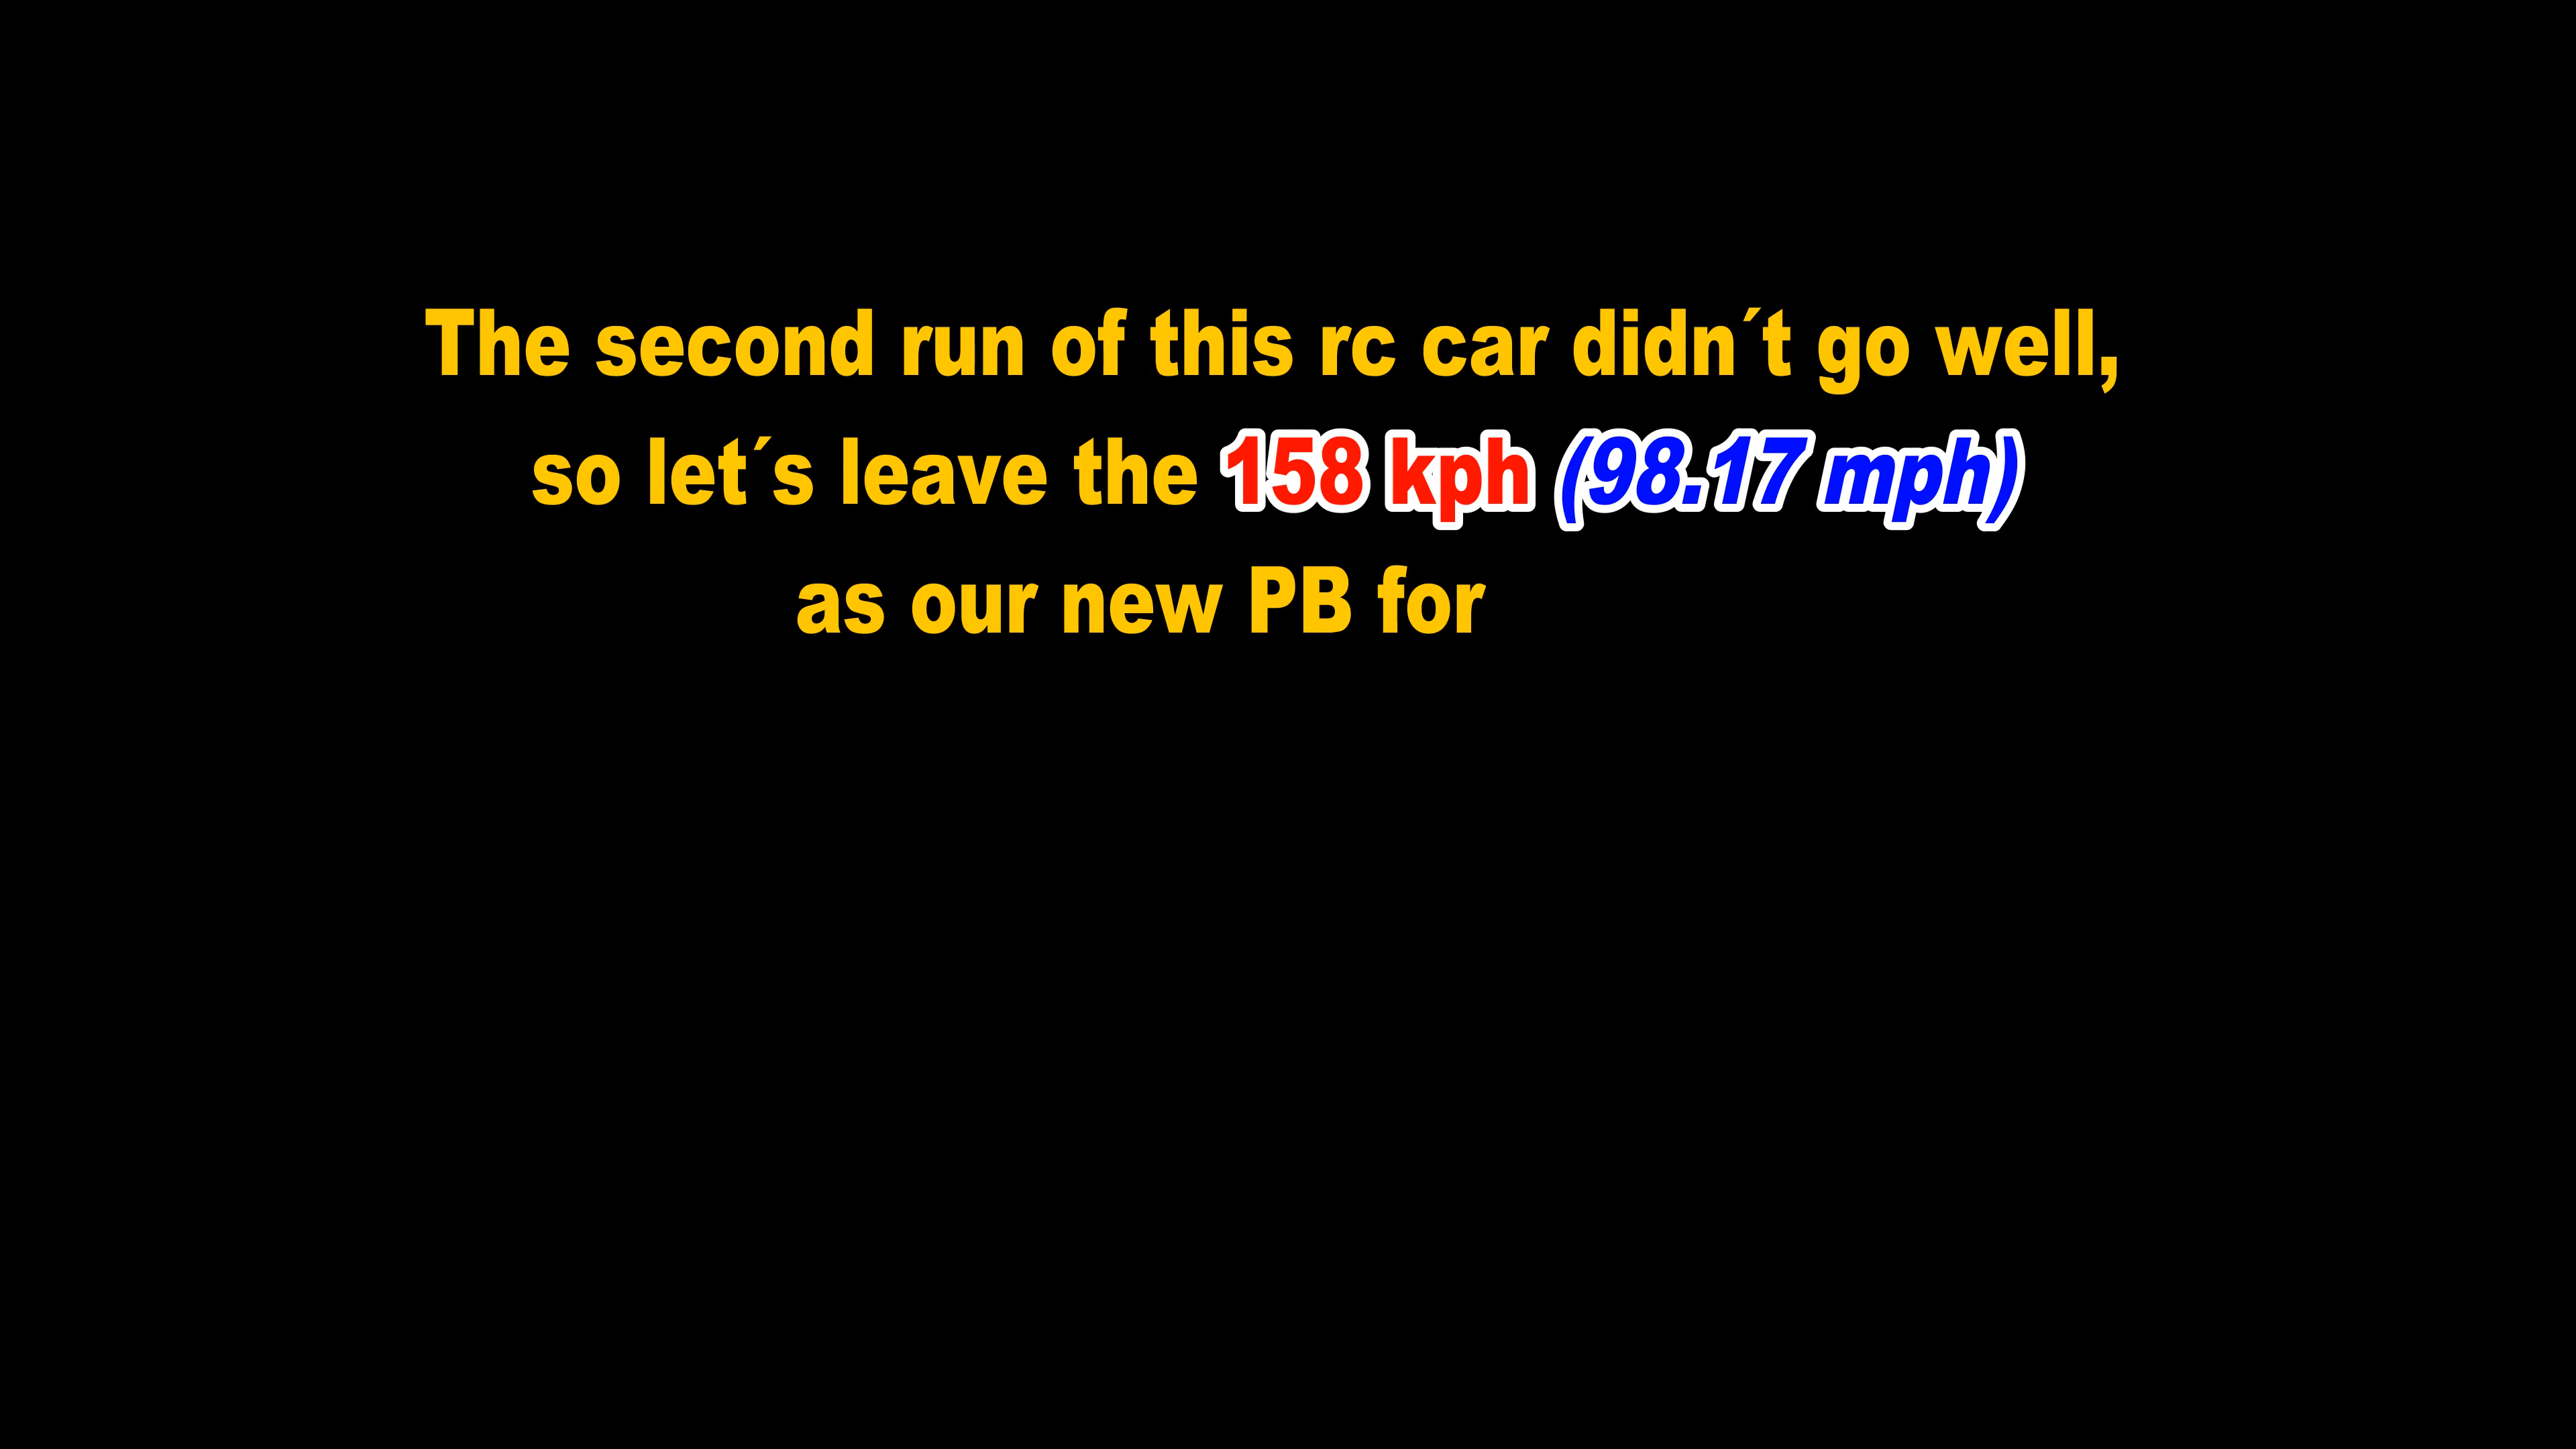 The second run of this rc car didn´t go well,
so let´s leave the 158 kph (98.17 mph)
as our new PB for